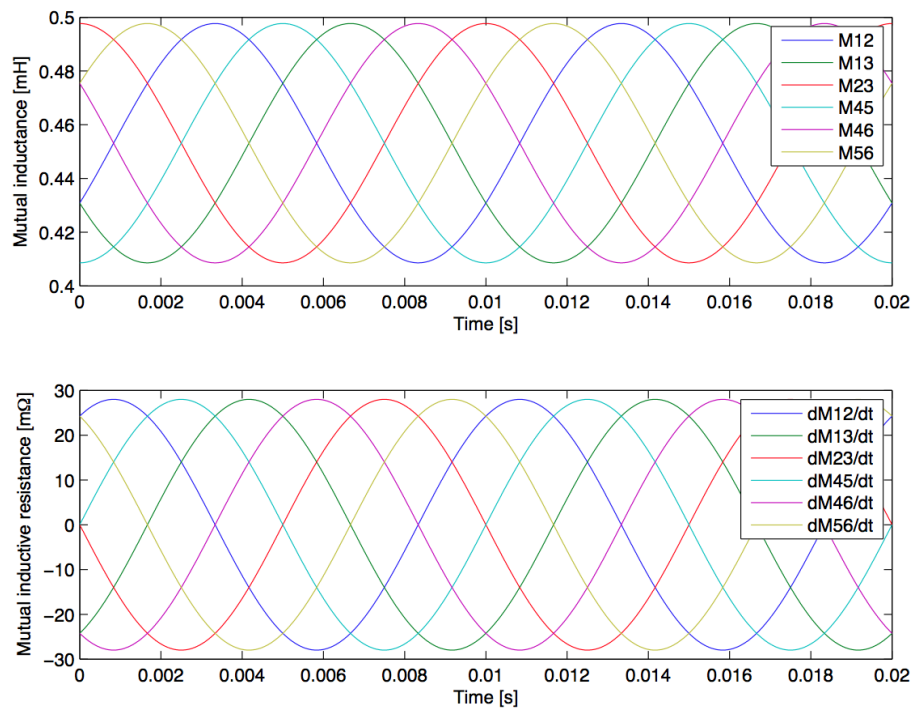 0.5
0.48
0.46
0.44
0.42
0.4
Mutual inductance [mH]
M12
M13
M23
M45
M46
M56
0 0.002 0.004 0.006 0.008 0.01 0.012 0.014 0.016 0.018 0.02
Time [s]
30
20
10
0
−10
−20
−30
Mutual inductive resistance [mΩ]
dM12/dt
dM13/dt
dM23/dt
dM45/dt
dM46/dt
dM56/dt
0 0.002 0.004 0.006 0.008 0.01 0.012 0.014 0.016 0.018 0.02
Time [s]